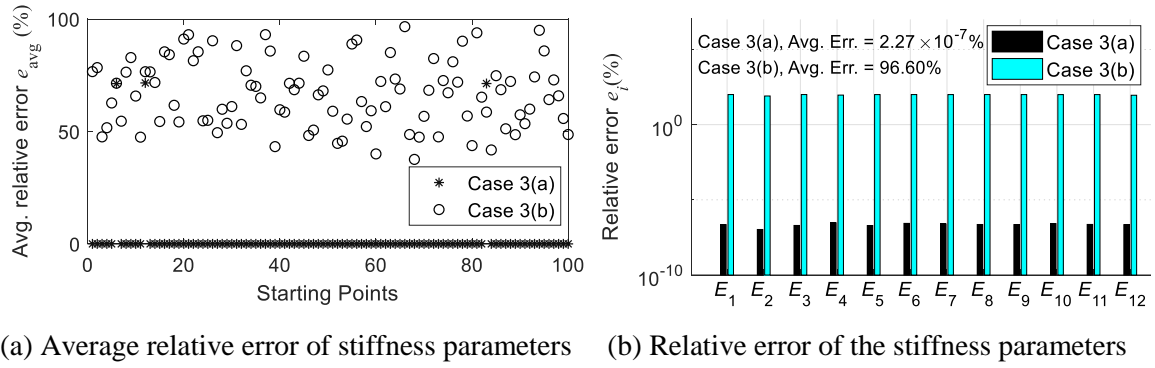 Avg. relative error e_avg (%)
100
50
0
0 20 40 60 80 100
Starting Points
Case 3(a)
Case 3(b)
(a) Average relative error of stiffness parameters
Relative error e_i(%)
10^0
10^-10
Case 3(a), Avg. Err. = 2.27 ×10^-7%
Case 3(b), Avg. Err. = 96.60%
Case 3(a)
Case 3(b)
E_1 E_2 E_3 E_4 E_5 E_6 E_7 E_8 E_9 E_10 E_11 E_12
(b) Relative error of the stiffness parameters